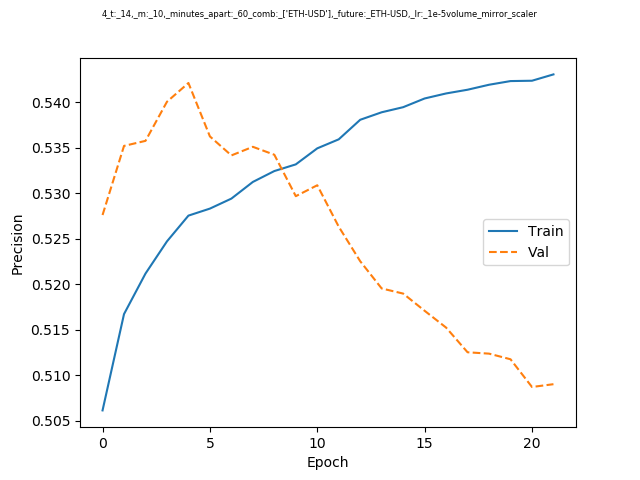 4_t:_14,_m:_10,_minutes_apart:_60_comb:_['ETH-USD'],_future:_ETH-USD,_lr:_1e-5volume_mirror_scaler
0.540
0.535
0.530
0.525
0.520
0.515
0.510
0.505
Precision
Train
Val
0 5 10 15 20
Epoch